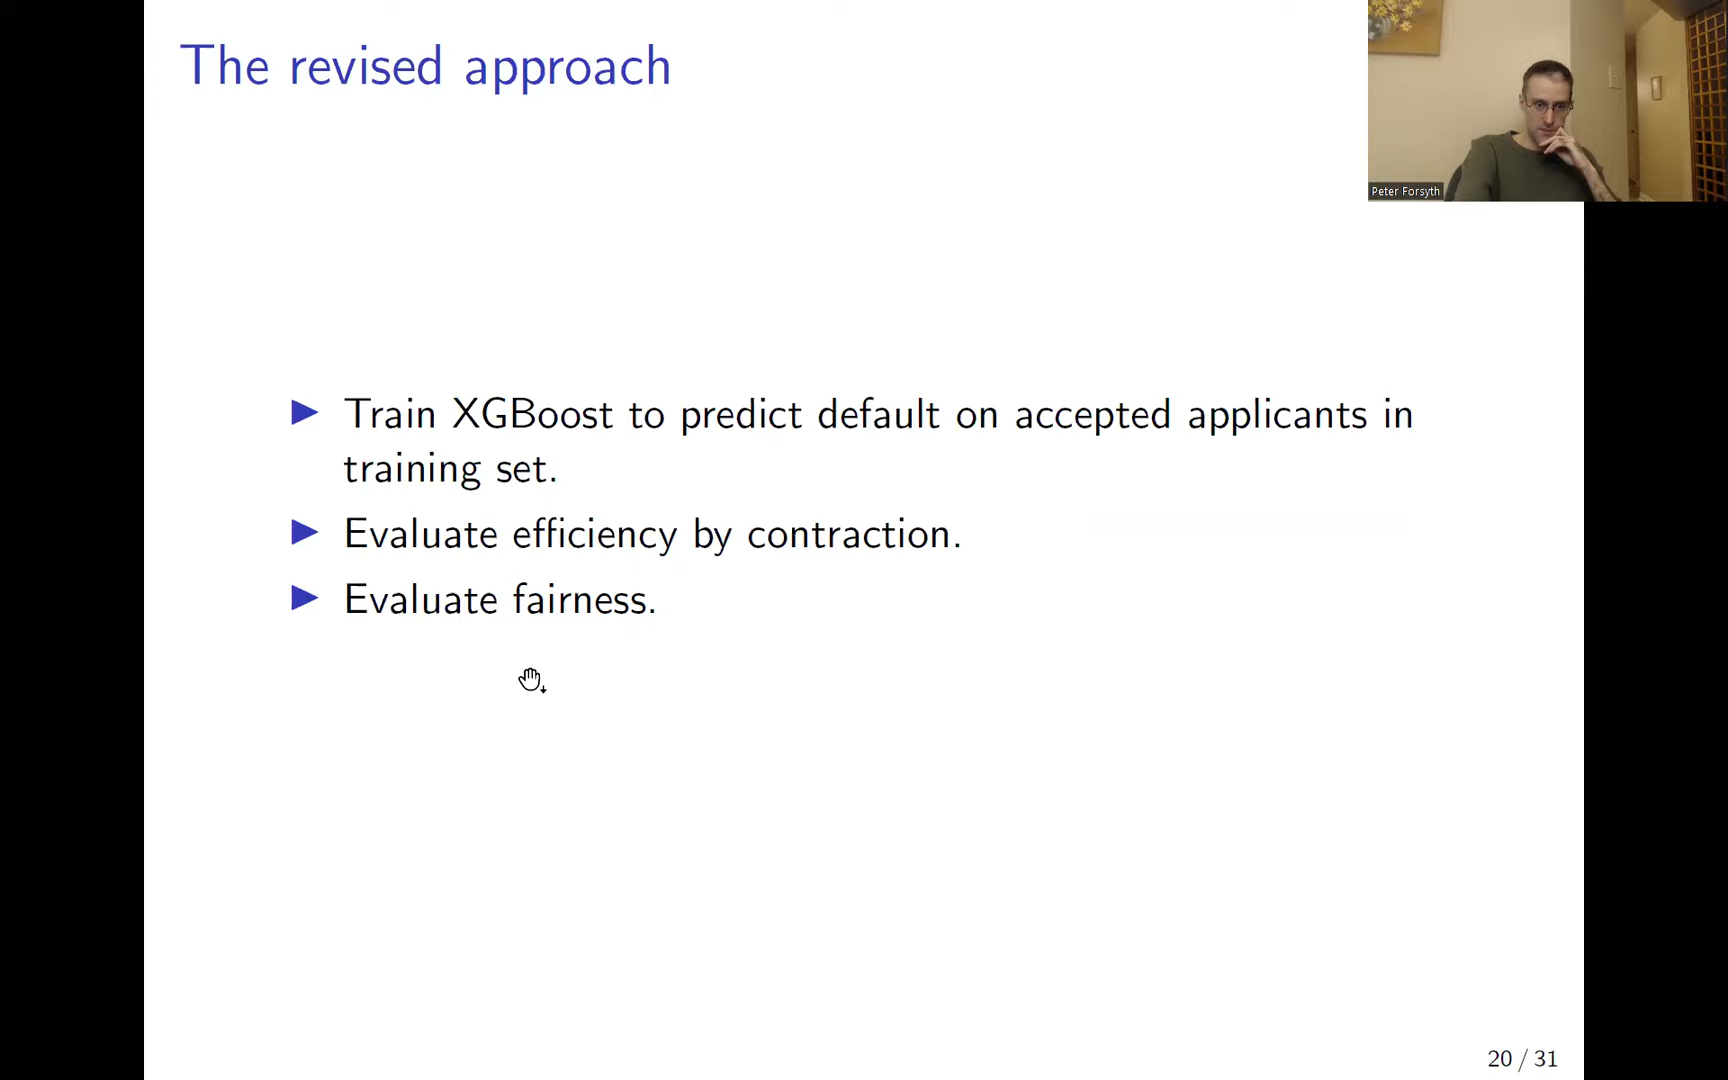 The revised approach
Peter Forsyth
Train XGBoost to predict default on accepted applicants in
training set.
Evaluate efficiency by contraction.
Evaluate fairness.
20 / 31